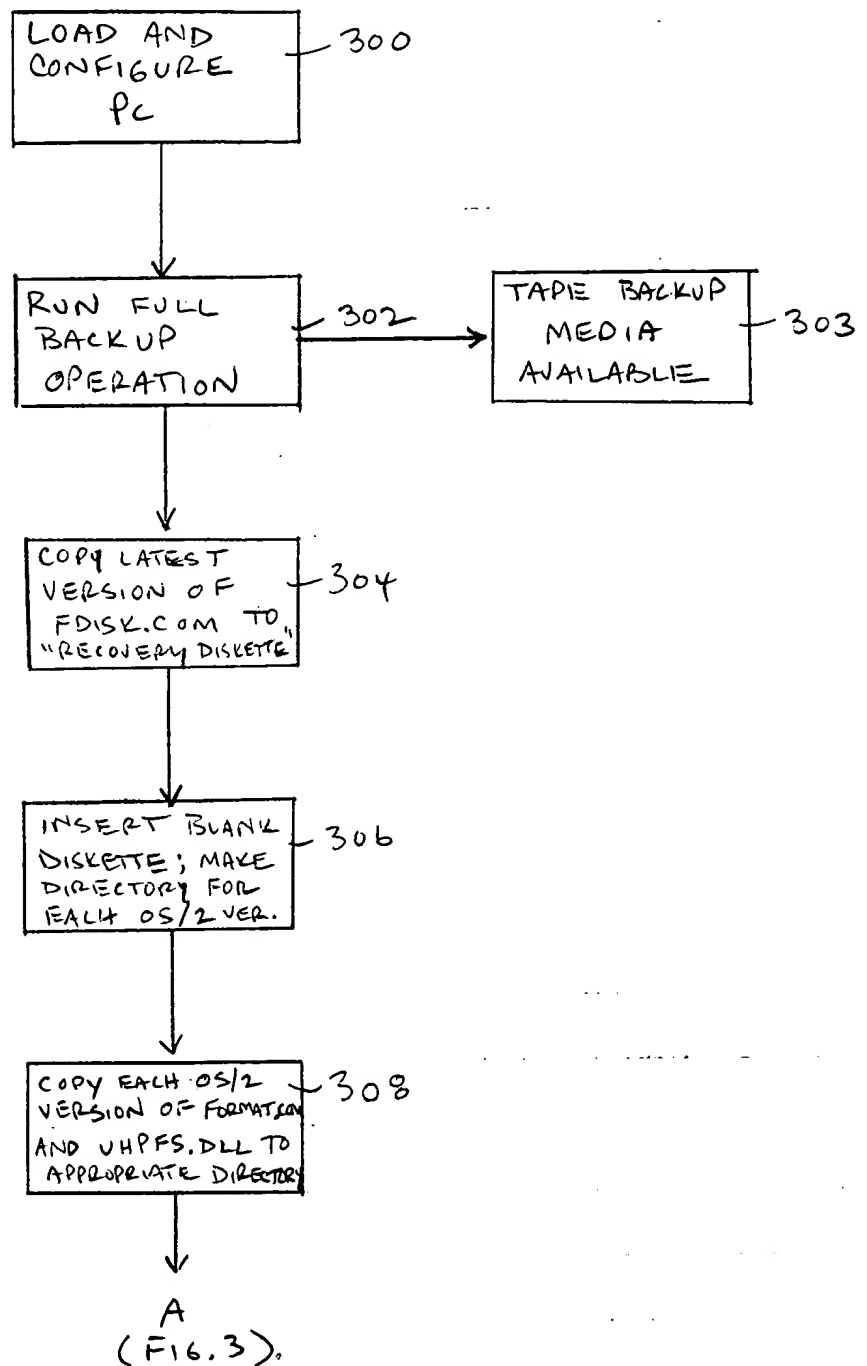 LOAD AND
CONFIGURE
PC
300
RUN FULL
BACKUP
OPERATION
302
TAPE BACKUP
MEDIA
AVAILABLE
303
COPY LATEST
VERSION OF
FDISK.COM TO
"RECOVERY DISKETTE"
304
INSERT BLANK
DISKETTE; MAKE
DIRECTORY FOR
EACH OS/2 VER.
306
COPY EACH OS/2
VERSION OF FORMAT.COM
AND UHPFS.DLL TO
APPROPRIATE DIRECTORY
308
A
(FIG. 3).